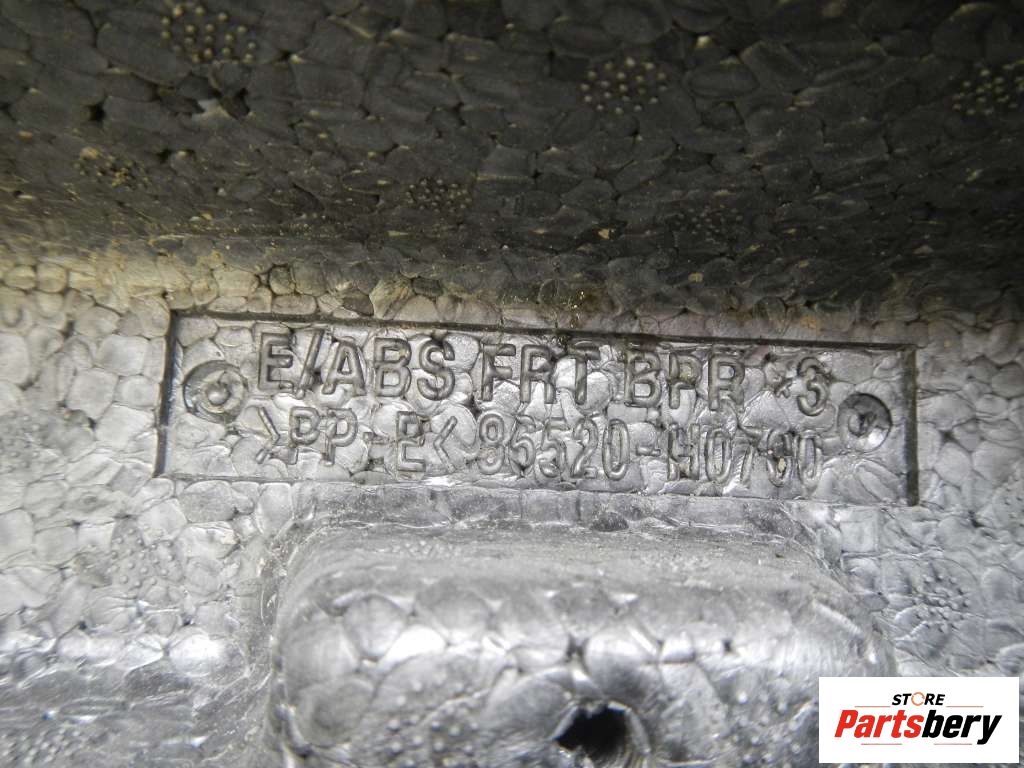 E/ABS FRT BPR *3
>PP-E< 86520-H0700
STORE
Partsbery